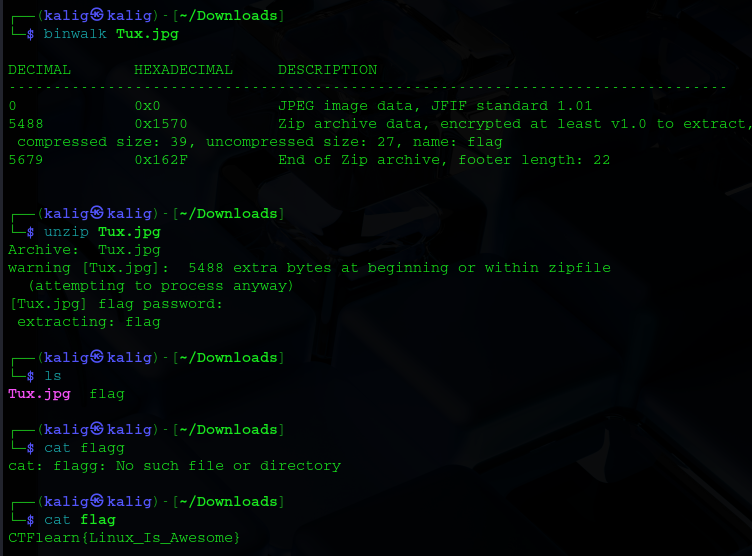 ┌──(kalig㉿kalig)-[~/Downloads]
└─$ binwalk Tux.jpg
DECIMAL       HEXADECIMAL     DESCRIPTION
--------------------------------------------------------------------------------
0             0x0             JPEG image data, JFIF standard 1.01
5488          0x1570          Zip archive data, encrypted at least v1.0 to extract,
 compressed size: 39, uncompressed size: 27, name: flag
5679          0x162F          End of Zip archive, footer length: 22
┌──(kalig㉿kalig)-[~/Downloads]
└─$ unzip Tux.jpg
Archive:  Tux.jpg
warning [Tux.jpg]:  5488 extra bytes at beginning or within zipfile
  (attempting to process anyway)
[Tux.jpg] flag password:
 extracting: flag
┌──(kalig㉿kalig)-[~/Downloads]
└─$ ls
Tux.jpg  flag
┌──(kalig㉿kalig)-[~/Downloads]
└─$ cat flagg
cat: flagg: No such file or directory
┌──(kalig㉿kalig)-[~/Downloads]
└─$ cat flag
CTFlearn{Linux_Is_Awesome}